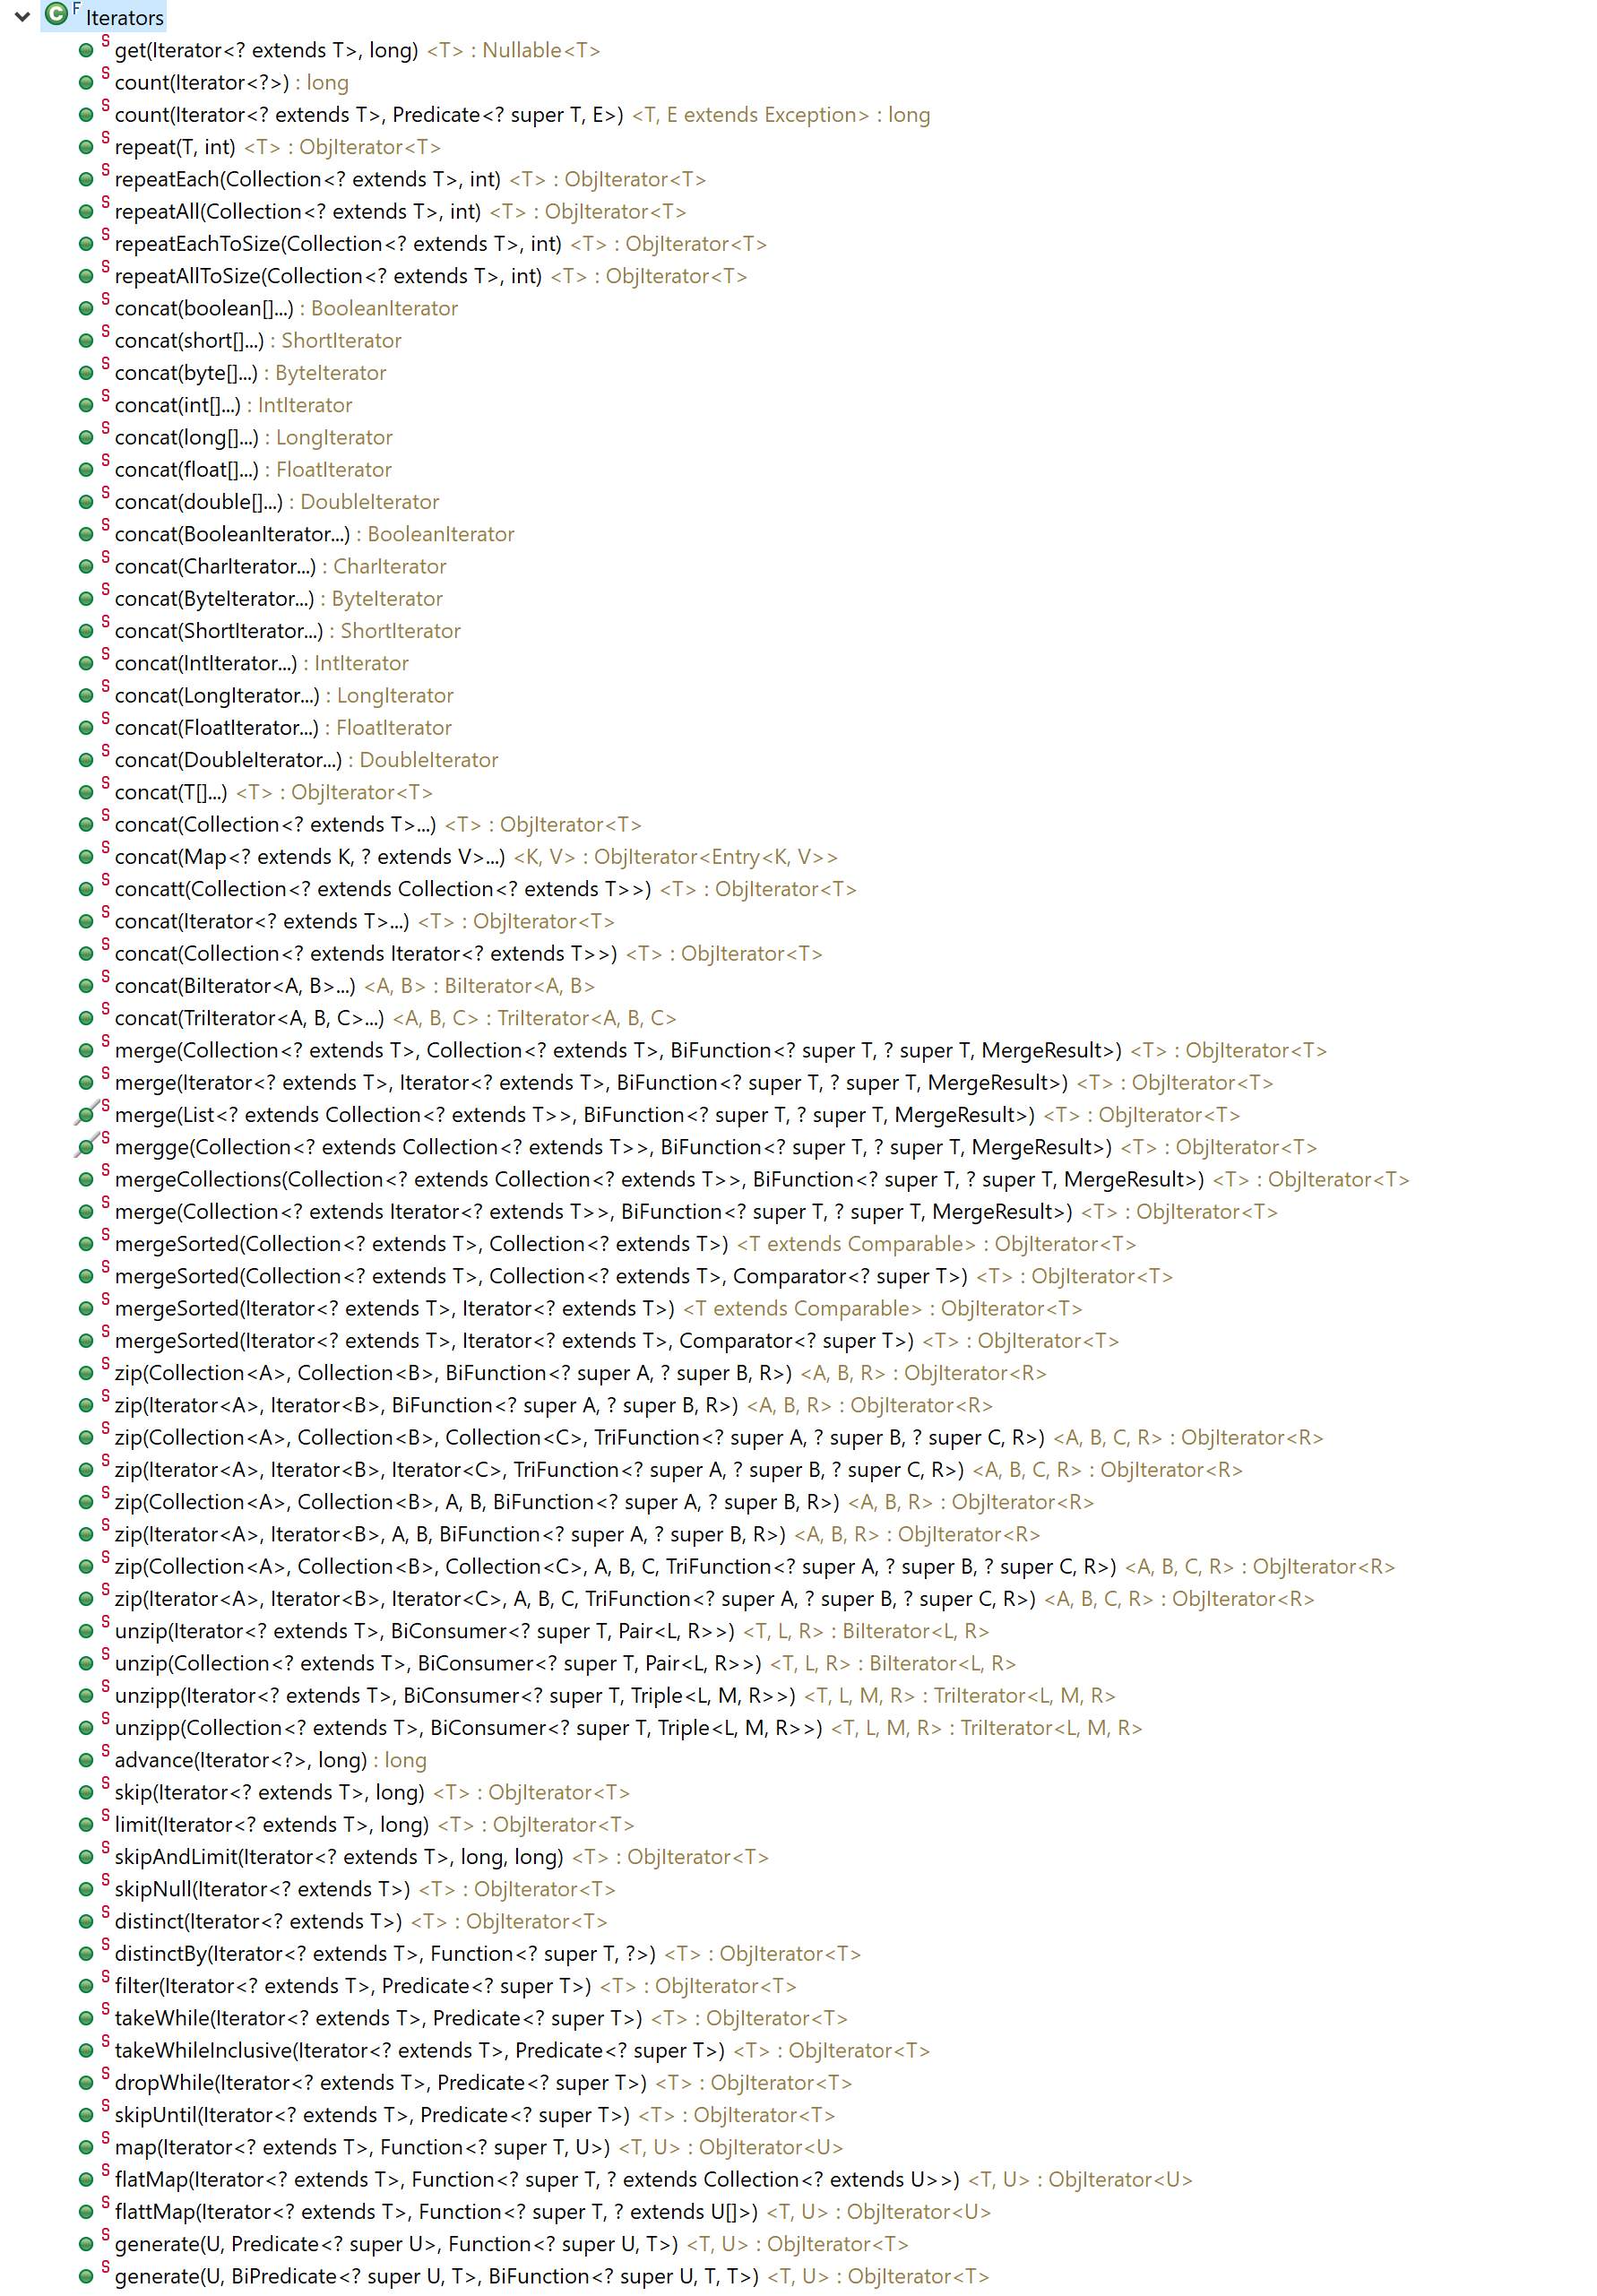 C F Iterators
S get(Iterator<? extends T>, long) <T> : Nullable<T>
S count(Iterator<?>) : long
S count(Iterator<? extends T>, Predicate<? super T, E>) <T, E extends Exception> : long
S repeat(T, int) <T> : ObjIterator<T>
S repeatEach(Collection<? extends T>, int) <T> : ObjIterator<T>
S repeatAll(Collection<? extends T>, int) <T> : ObjIterator<T>
S repeatEachToSize(Collection<? extends T>, int) <T> : ObjIterator<T>
S repeatAllToSize(Collection<? extends T>, int) <T> : ObjIterator<T>
S concat(boolean[]...) : BooleanIterator
S concat(short[]...) : ShortIterator
S concat(byte[]...) : ByteIterator
S concat(int[]...) : IntIterator
S concat(long[]...) : LongIterator
S concat(float[]...) : FloatIterator
S concat(double[]...) : DoubleIterator
S concat(BooleanIterator...) : BooleanIterator
S concat(CharIterator...) : CharIterator
S concat(ByteIterator...) : ByteIterator
S concat(ShortIterator...) : ShortIterator
S concat(IntIterator...) : IntIterator
S concat(LongIterator...) : LongIterator
S concat(FloatIterator...) : FloatIterator
S concat(DoubleIterator...) : DoubleIterator
S concat(T[]...) <T> : ObjIterator<T>
S concat(Collection<? extends T>...) <T> : ObjIterator<T>
S concat(Map<? extends K, ? extends V>...) <K, V> : ObjIterator<Entry<K, V>>
S concatt(Collection<? extends Collection<? extends T>>) <T> : ObjIterator<T>
S concat(Iterator<? extends T>...) <T> : ObjIterator<T>
S concat(Collection<? extends Iterator<? extends T>>) <T> : ObjIterator<T>
S concat(BiIterator<A, B>...) <A, B> : BiIterator<A, B>
S concat(TriIterator<A, B, C>...) <A, B, C> : TriIterator<A, B, C>
S merge(Collection<? extends T>, Collection<? extends T>, BiFunction<? super T, ? super T, MergeResult>) <T> : ObjIterator<T>
S merge(Iterator<? extends T>, Iterator<? extends T>, BiFunction<? super T, ? super T, MergeResult>) <T> : ObjIterator<T>
S merge(List<? extends Collection<? extends T>>, BiFunction<? super T, ? super T, MergeResult>) <T> : ObjIterator<T>
S mergge(Collection<? extends Collection<? extends T>>, BiFunction<? super T, ? super T, MergeResult>) <T> : ObjIterator<T>
S mergeCollections(Collection<? extends Collection<? extends T>>, BiFunction<? super T, ? super T, MergeResult>) <T> : ObjIterator<T>
S merge(Collection<? extends Iterator<? extends T>>, BiFunction<? super T, ? super T, MergeResult>) <T> : ObjIterator<T>
S mergeSorted(Collection<? extends T>, Collection<? extends T>) <T extends Comparable> : ObjIterator<T>
S mergeSorted(Collection<? extends T>, Collection<? extends T>, Comparator<? super T>) <T> : ObjIterator<T>
S mergeSorted(Iterator<? extends T>, Iterator<? extends T>) <T extends Comparable> : ObjIterator<T>
S mergeSorted(Iterator<? extends T>, Iterator<? extends T>, Comparator<? super T>) <T> : ObjIterator<T>
S zip(Collection<A>, Collection<B>, BiFunction<? super A, ? super B, R>) <A, B, R> : ObjIterator<R>
S zip(Iterator<A>, Iterator<B>, BiFunction<? super A, ? super B, R>) <A, B, R> : ObjIterator<R>
S zip(Collection<A>, Collection<B>, Collection<C>, TriFunction<? super A, ? super B, ? super C, R>) <A, B, C, R> : ObjIterator<R>
S zip(Iterator<A>, Iterator<B>, Iterator<C>, TriFunction<? super A, ? super B, ? super C, R>) <A, B, C, R> : ObjIterator<R>
S zip(Collection<A>, Collection<B>, A, B, BiFunction<? super A, ? super B, R>) <A, B, R> : ObjIterator<R>
S zip(Iterator<A>, Iterator<B>, A, B, BiFunction<? super A, ? super B, R>) <A, B, R> : ObjIterator<R>
S zip(Collection<A>, Collection<B>, Collection<C>, A, B, C, TriFunction<? super A, ? super B, ? super C, R>) <A, B, C, R> : ObjIterator<R>
S zip(Iterator<A>, Iterator<B>, Iterator<C>, A, B, C, TriFunction<? super A, ? super B, ? super C, R>) <A, B, C, R> : ObjIterator<R>
S unzip(Iterator<? extends T>, BiConsumer<? super T, Pair<L, R>>) <T, L, R> : BiIterator<L, R>
S unzip(Collection<? extends T>, BiConsumer<? super T, Pair<L, R>>) <T, L, R> : BiIterator<L, R>
S unzipp(Iterator<? extends T>, BiConsumer<? super T, Triple<L, M, R>>) <T, L, M, R> : TriIterator<L, M, R>
S unzipp(Collection<? extends T>, BiConsumer<? super T, Triple<L, M, R>>) <T, L, M, R> : TriIterator<L, M, R>
S advance(Iterator<?>, long) : long
S skip(Iterator<? extends T>, long) <T> : ObjIterator<T>
S limit(Iterator<? extends T>, long) <T> : ObjIterator<T>
S skipAndLimit(Iterator<? extends T>, long, long) <T> : ObjIterator<T>
S skipNull(Iterator<? extends T>) <T> : ObjIterator<T>
S distinct(Iterator<? extends T>) <T> : ObjIterator<T>
S distinctBy(Iterator<? extends T>, Function<? super T, ?>) <T> : ObjIterator<T>
S filter(Iterator<? extends T>, Predicate<? super T>) <T> : ObjIterator<T>
S takeWhile(Iterator<? extends T>, Predicate<? super T>) <T> : ObjIterator<T>
S takeWhileInclusive(Iterator<? extends T>, Predicate<? super T>) <T> : ObjIterator<T>
S dropWhile(Iterator<? extends T>, Predicate<? super T>) <T> : ObjIterator<T>
S skipUntil(Iterator<? extends T>, Predicate<? super T>) <T> : ObjIterator<T>
S map(Iterator<? extends T>, Function<? super T, U>) <T, U> : ObjIterator<U>
S flatMap(Iterator<? extends T>, Function<? super T, ? extends Collection<? extends U>>) <T, U> : ObjIterator<U>
S flattMap(Iterator<? extends T>, Function<? super T, ? extends U[]>) <T, U> : ObjIterator<U>
S generate(U, Predicate<? super U>, Function<? super U, T>) <T, U> : ObjIterator<T>
S generate(U, BiPredicate<? super U, T>, BiFunction<? super U, T, T>) <T, U> : ObjIterator<T>